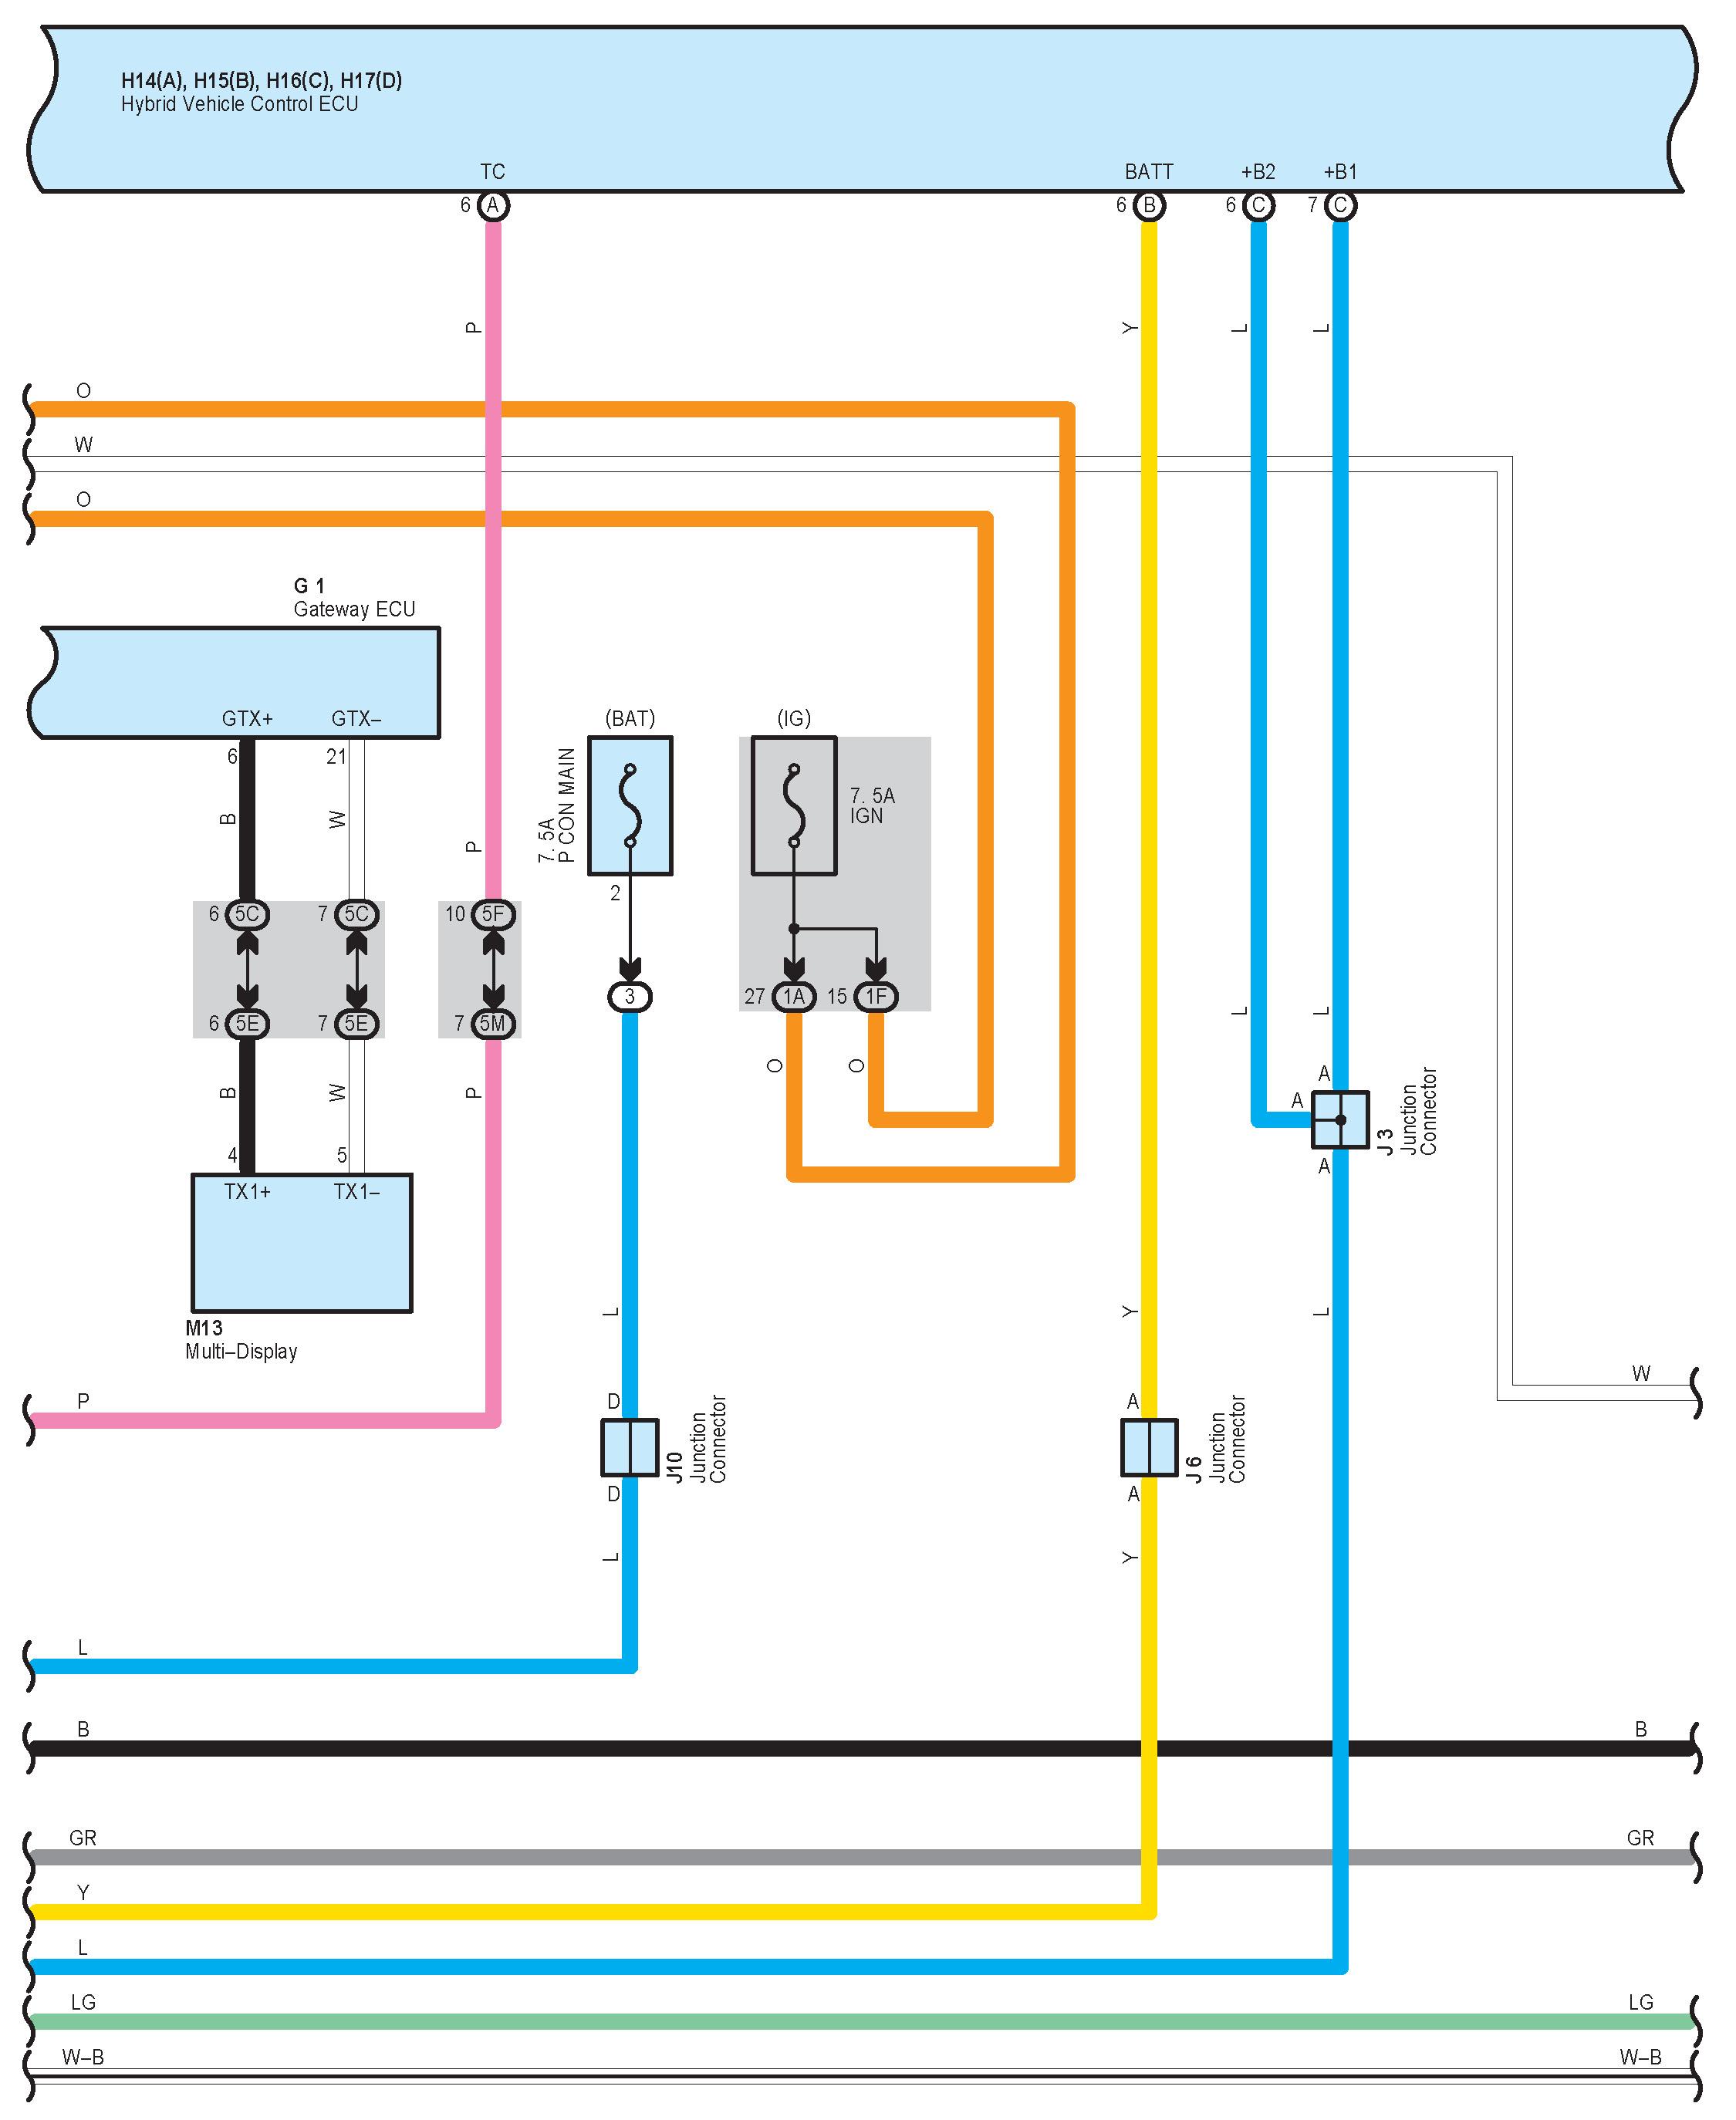 H14(A), H15(B), H16(C), H17(D)
Hybrid Vehicle Control ECU
TC
BATT
+B2
+B1
6 A
6 B
6 C
7 C
P
Y
L
L
O
W
O
G 1
Gateway ECU
GTX+
GTX–
6
21
B
W
P
(BAT)
7. 5A
P CON MAIN
2
3
(IG)
7. 5A
IGN
6 5C
7 5C
10 5F
6 5E
7 5E
7 5M
27 1A
15 1F
L
L
B
W
P
O
O
A
A
A
J 3
Junction
Connector
4
5
TX1+
TX1–
M13
Multi–Display
L
Y
L
W
P
D
D
J10
Junction
Connector
A
A
J 6
Junction
Connector
L
Y
L
B
B
GR
GR
Y
L
LG
LG
W–B
W–B